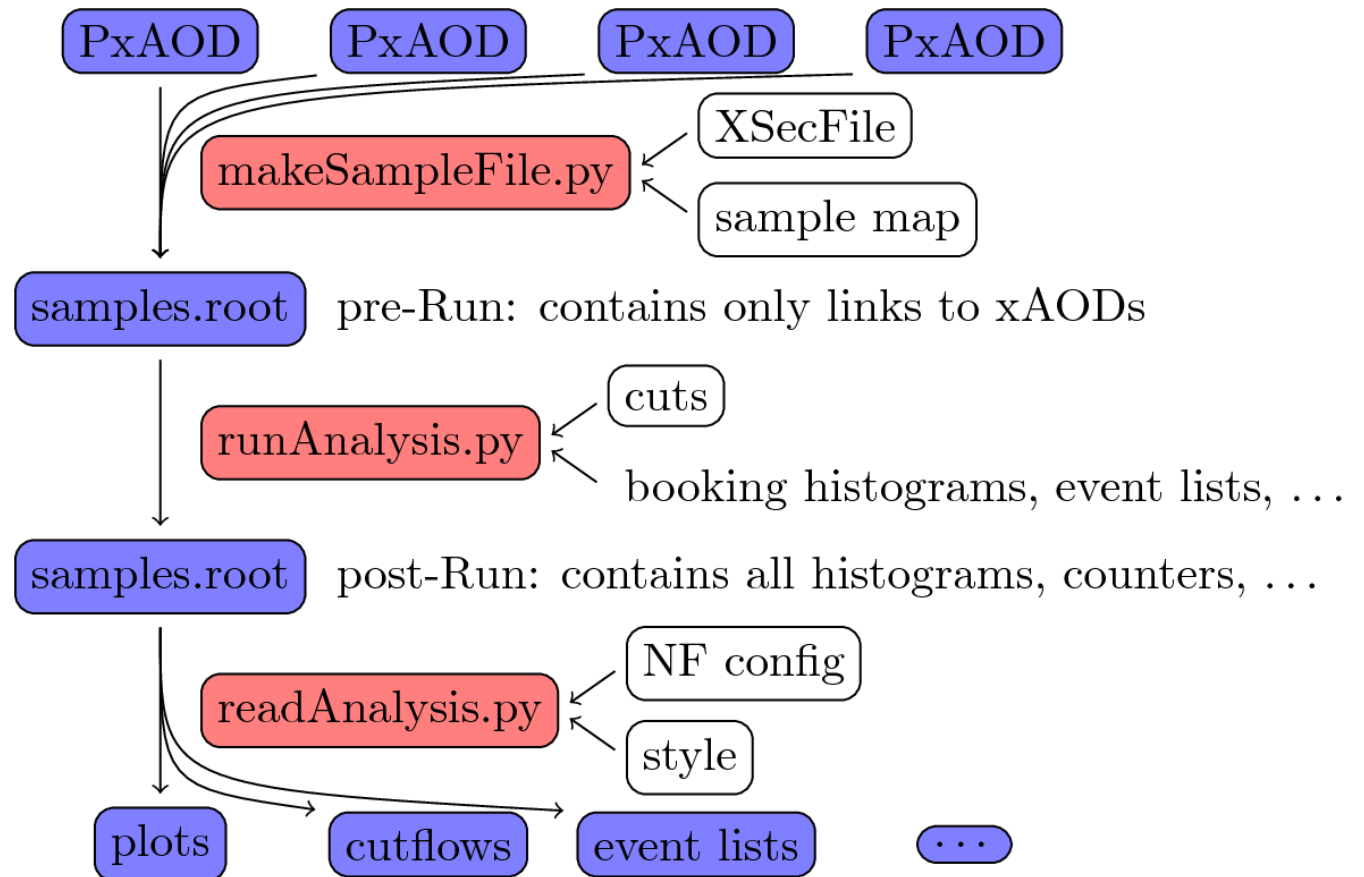 PxAOD PxAOD PxAOD PxAOD
XSecFile
makeSampleFile.py
sample map
samples.root pre-Run: contains only links to xAODs
cuts
runAnalysis.py
booking histograms, event lists, ...
samples.root post-Run: contains all histograms, counters, ...
NF config
readAnalysis.py
style
plots cutflows event lists ...